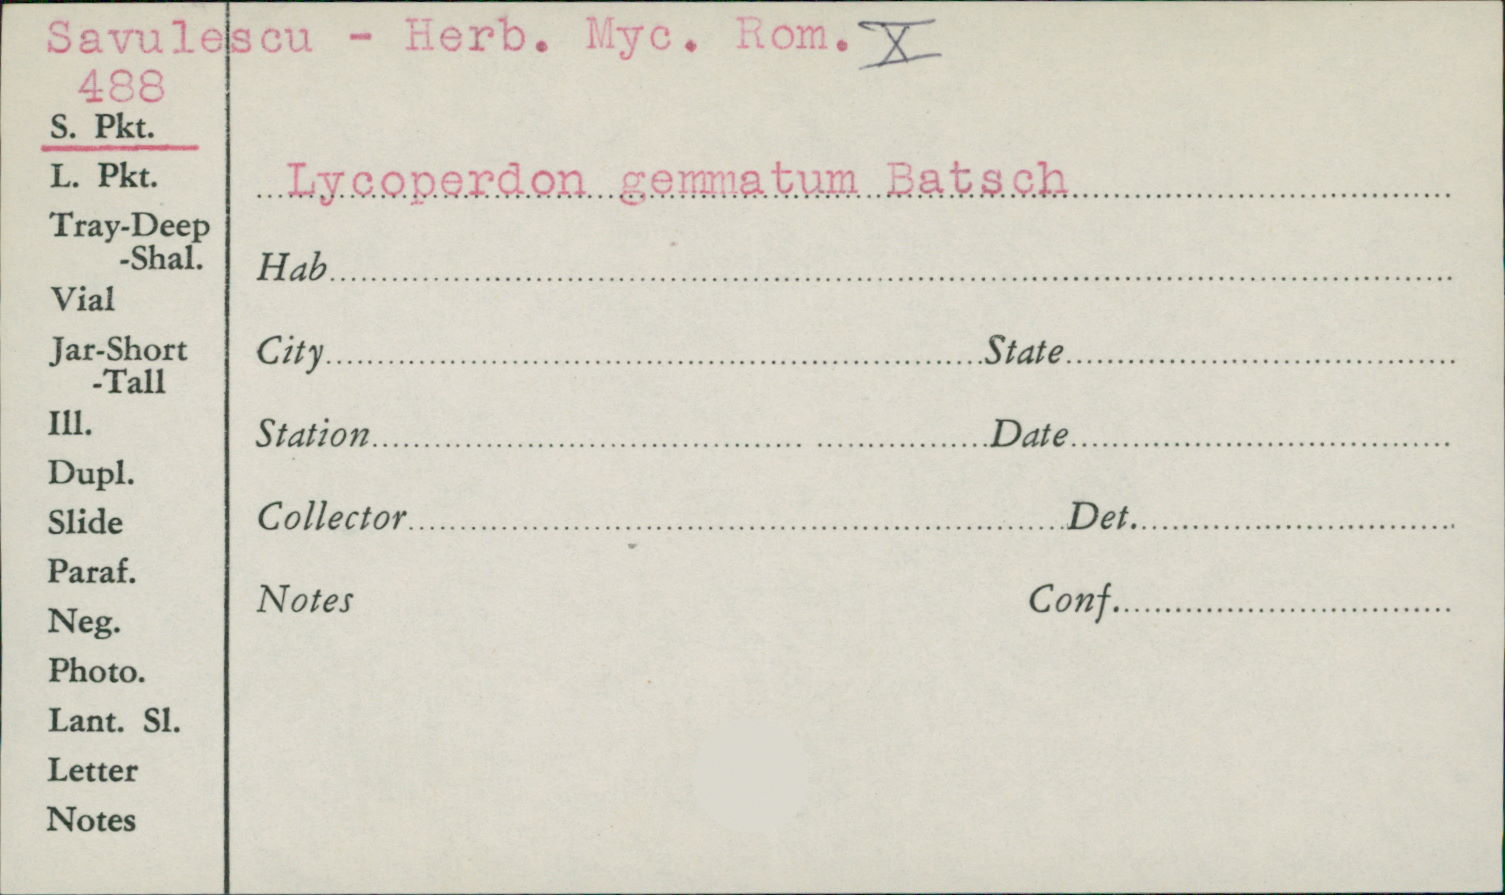 Savulescu - Herb. Myc. Rom. X
488
S. Pkt.
L. Pkt.
Tray-Deep
-Shal.
Vial
Jar-Short
-Tall
Ill.
Dupl.
Slide
Paraf.
Neg.
Photo.
Lant. Sl.
Letter
Notes
Lycoperdon gemmatum Batsch
Hab
City State
Station Date
Collector Det.
Notes Conf.